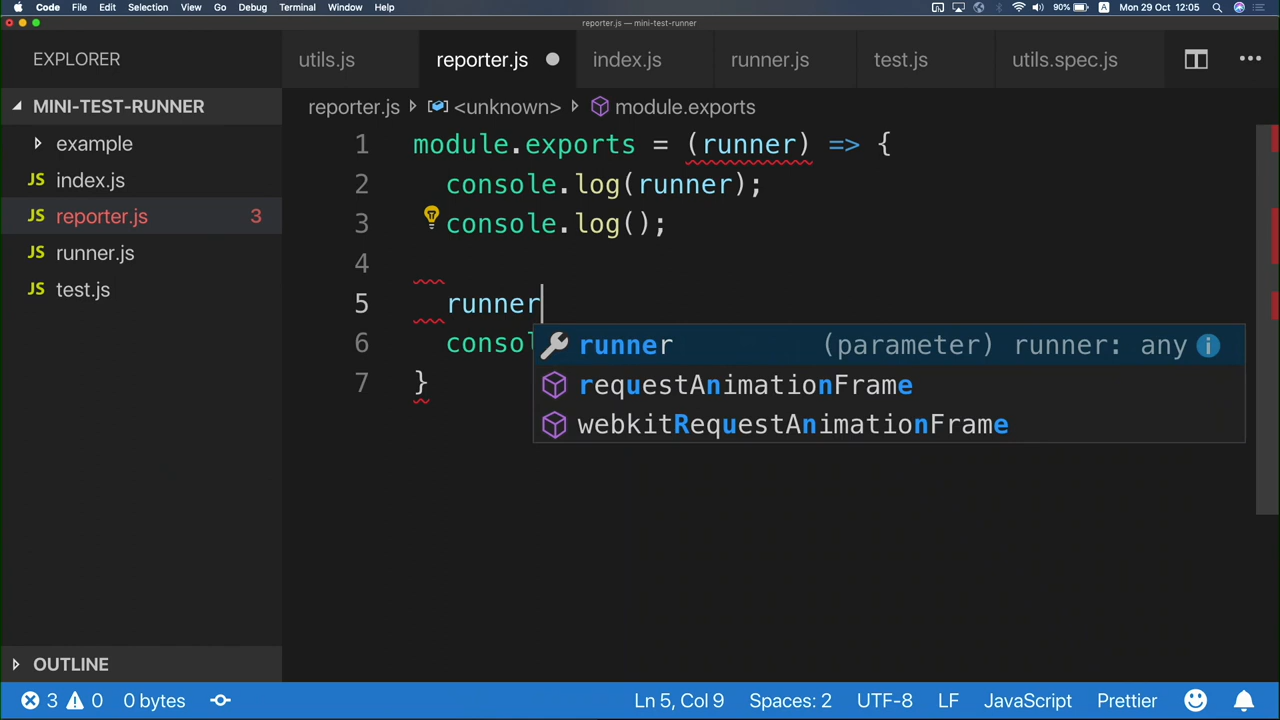 Code File Edit Selection View Go Debug Terminal Window Help 90% A Mon 29 Oct 12:05
reporter.js — mini-test-runner
EXPLORER
utils.js reporter.js index.js runner.js test.js utils.spec.js
MINI-TEST-RUNNER
reporter.js <unknown> module.exports
example
JS index.js
JS reporter.js 3
JS runner.js
JS test.js
1 module.exports = (runner) => {
2 console.log(runner);
3 console.log();
4
5 runner
6 consol
7 }
runner (parameter) runner: any
requestAnimationFrame
webkitRequestAnimationFrame
OUTLINE
3 0 0 bytes Ln 5, Col 9 Spaces: 2 UTF-8 LF JavaScript Prettier